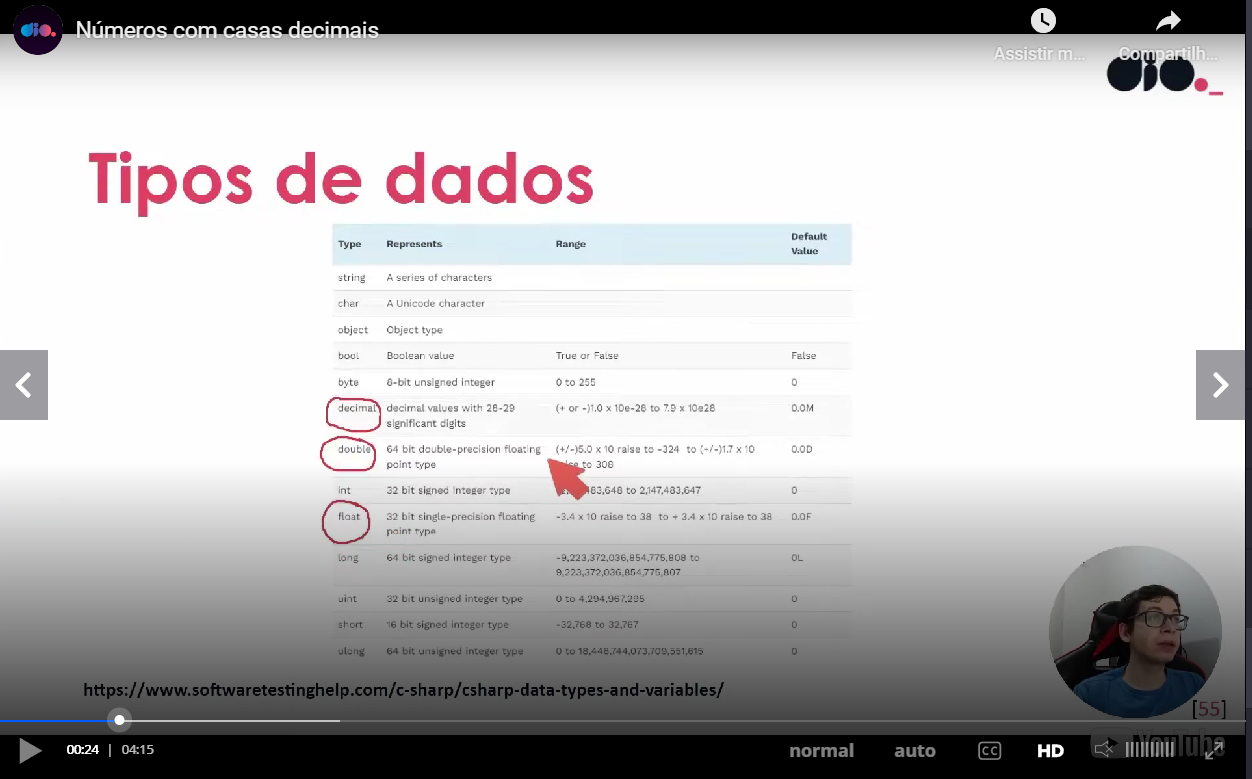 dio.
Números com casas decimais
Assistir m...
Compartilh...
dio._
Tipos de dados
Type Represents Range Default Value
string A series of characters
char A Unicode character
object Object type
bool Boolean value True or False False
byte 8-bit unsigned integer 0 to 255 0
decimal decimal values with 28-29 (+ or -)1.0 x 10e-28 to 7.9 x 10e28 0.0M
significant digits
double 64 bit double-precision floating (+/-)5.0 x 10 raise to -324 to (+/-)1.7 x 10 0.0D
point type to 308
int 32 bit signed integer type 483,648 to 2,147,483,647 0
float 32 bit single-precision floating -3.4 x 10 raise to 38 to + 3.4 x 10 raise to 38 0.0F
point type
long 64 bit signed integer type -9,223,372,036,854,775,808 to 0L
9,223,372,036,854,775,807
uint 32 bit unsigned integer type 0 to 4,294,967,295 0
short 16 bit signed integer type -32,768 to 32,767 0
ulong 64 bit unsigned integer type 0 to 18,446,744,073,709,551,615 0
https://www.softwaretestinghelp.com/c-sharp/csharp-data-types-and-variables/
[55]
00:24 | 04:15
normal
auto
CC
HD
YouTube